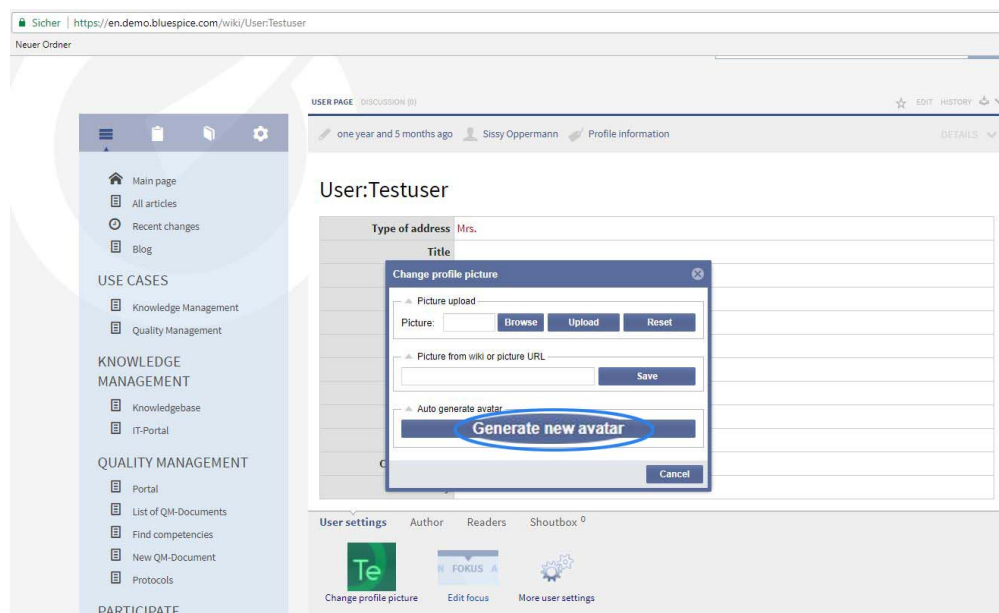 Sicher | https://en.demo.bluespice.com/wiki/User:Testuser
Neuer Ordner
USER PAGE DISCUSSION (0)
EDIT HISTORY
one year and 5 months ago Sissy Oppermann Profile information
DETAILS
Main page
All articles
Recent changes
Blog
USE CASES
Knowledge Management
Quality Management
KNOWLEDGE
MANAGEMENT
Knowledgebase
IT-Portal
QUALITY MANAGEMENT
Portal
List of QM-Documents
Find competencies
New QM-Document
Protocols
PARTICIPATE
User:Testuser
Type of address Mrs.
Title
Change profile picture
Picture upload
Picture: Browse Upload Reset
Picture from wiki or picture URL
Save
Auto generate avatar
Generate new avatar
Cancel
User settings Author Readers Shoutbox 0
Te
N FOKUS A
Change profile picture Edit focus More user settings